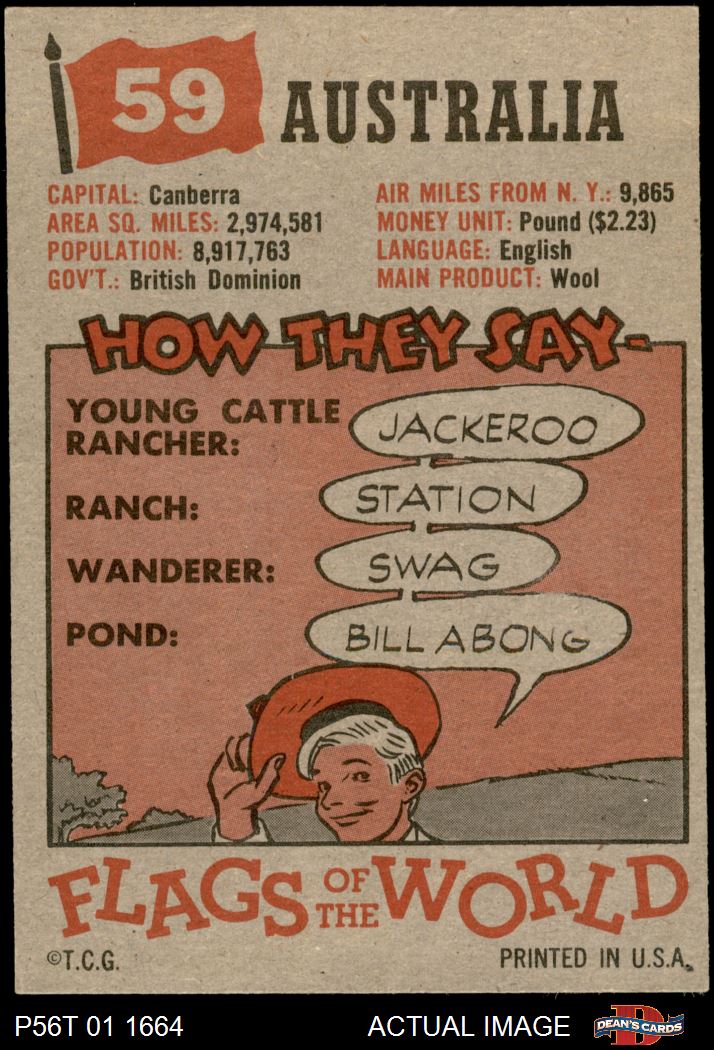 59
AUSTRALIA
CAPITAL: Canberra
AREA SQ. MILES: 2,974,581
POPULATION: 8,917,763
GOV'T.: British Dominion
AIR MILES FROM N. Y.: 9,865
MONEY UNIT: Pound ($2.23)
LANGUAGE: English
MAIN PRODUCT: Wool
HOW THEY SAY-
YOUNG CATTLE
RANCHER:
JACKEROO
RANCH:
STATION
WANDERER:
SWAG
POND:
BILLABONG
FLAGS OF THE WORLD
©T.C.G.
PRINTED IN U.S.A.
P56T 01 1664
ACTUAL IMAGE
D
DEAN'S CARDS